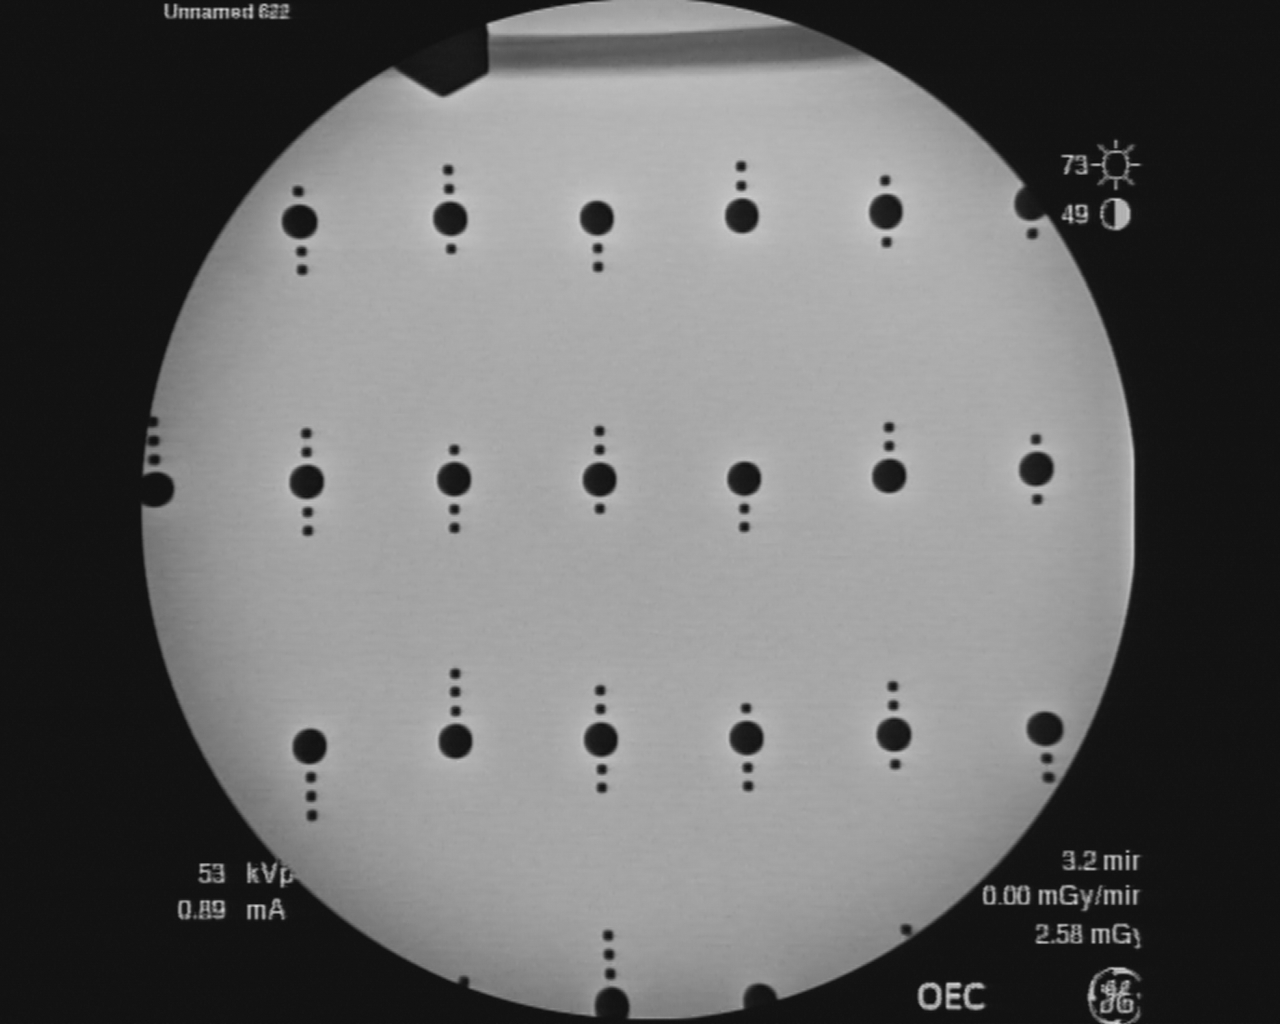 Unnamed 622
73
49
53 kVp
0.89 mA
3.2 mir
0.00 mGy/mir
2.58 mGy
OEC
GE